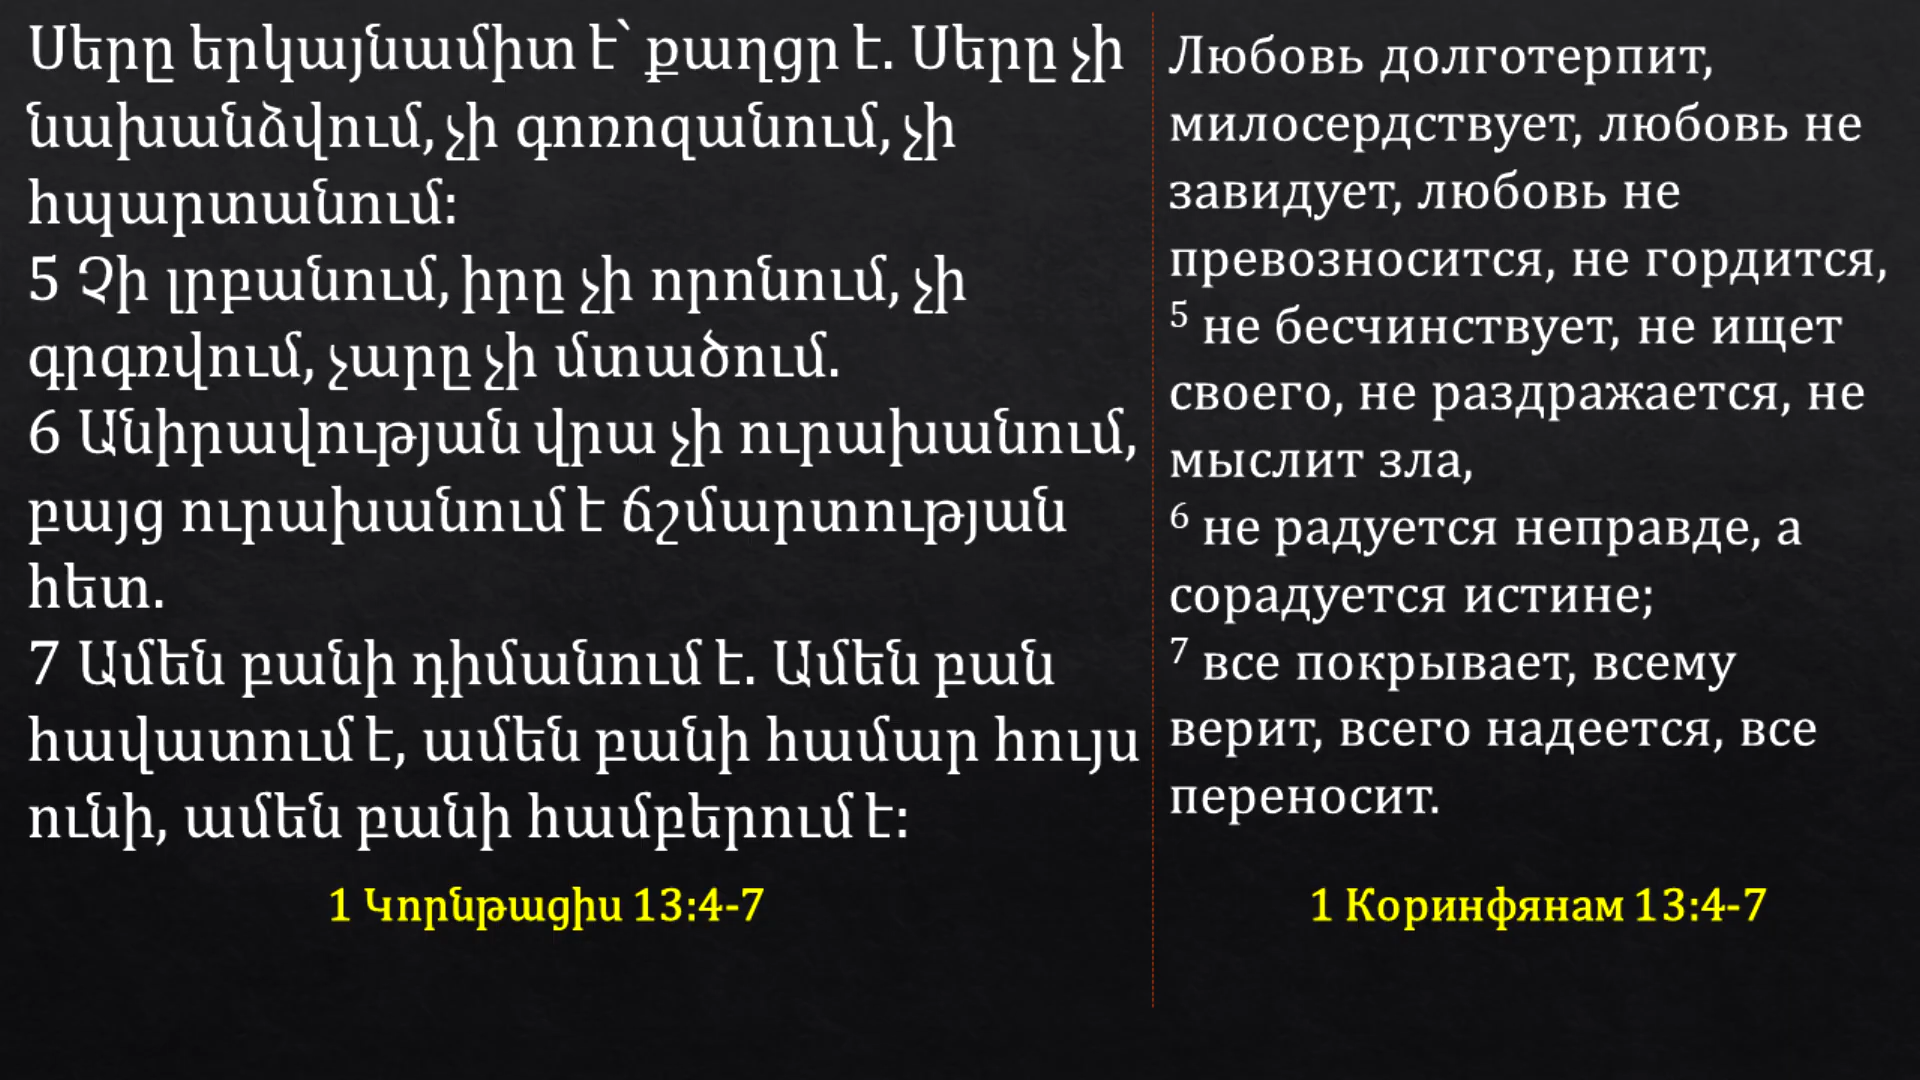 Սերը երկայնամիտ է՝ քաղցր է. Սերը չի
նախանձվում, չի գոռոզանում, չի
հպարտանում:
5 Չի լրբանում, իրը չի որոնում, չի
գրգռվում, չարը չի մտածում.
6 Անիրավության վրա չի ուրախանում,
բայց ուրախանում է ճշմարտության
հետ.
7 Ամեն բանի դիմանում է. Ամեն բան
հավատում է, ամեն բանի համար հույս
ունի, ամեն բանի համբերում է:
1 Կորնթացիս 13:4-7
Любовь долготерпит,
милосердствует, любовь не
завидует, любовь не
превозносится, не гордится,
5 не бесчинствует, не ищет
своего, не раздражается, не
мыслит зла,
6 не радуется неправде, а
сорадуется истине;
7 все покрывает, всему
верит, всего надеется, все
переносит.
1 Коринфянам 13:4-7